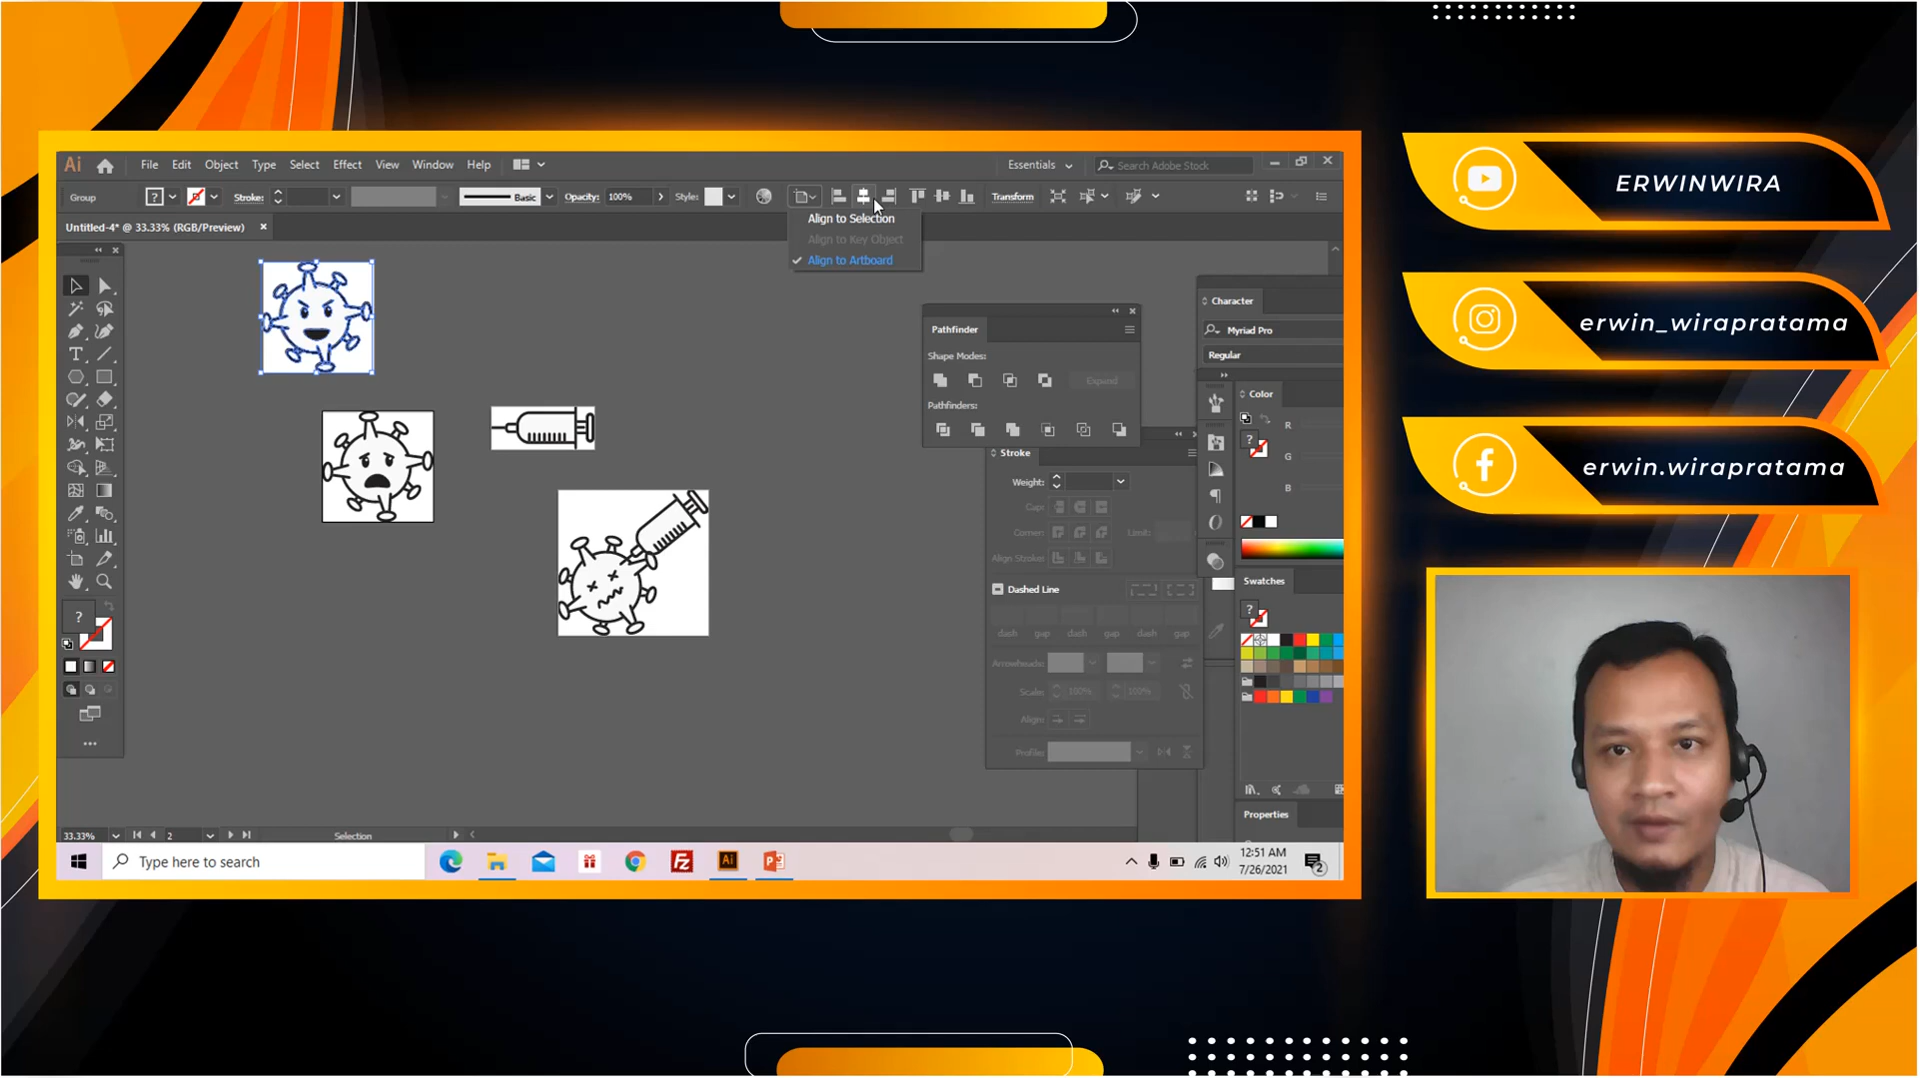 Ai File Edit Object Type Select Effect View Window Help Essentials Search Adobe Stock
Group ? Stroke: Basic Opacity: 100% Style: Transform
Align to Selection
Align to Key Object
Align to Artboard
Untitled-4* @ 33.33% (RGB/Preview)
Pathfinder
Shape Modes:
Expand
Pathfinders:
Stroke
Weight:
Cap:
Corner: Limit:
Align Stroke:
Dashed Line
dash gap dash gap dash gap
Arrowheads:
Scale: 100% 100%
Align:
Profile:
Character
Myriad Pro
Regular
Color
R
G
B
?
Swatches
?
Properties
?
33.33% 2 Selection
Type here to search
Fz
Ai
P
12:51 AM
7/26/2021
2
ERWINWIRA
erwin_wirapratama
erwin.wirapratama